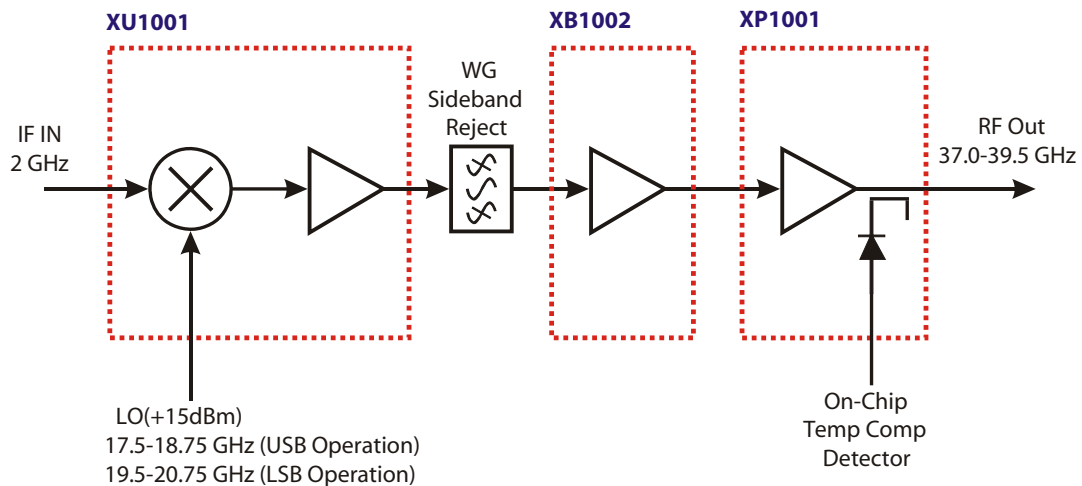 XU1001
XB1002
XP1001
WG
Sideband
Reject
IF IN
2 GHz
RF Out
37.0-39.5 GHz
LO(+15dBm)
17.5-18.75 GHz (USB Operation)
19.5-20.75 GHz (LSB Operation)
On-Chip
Temp Comp
Detector